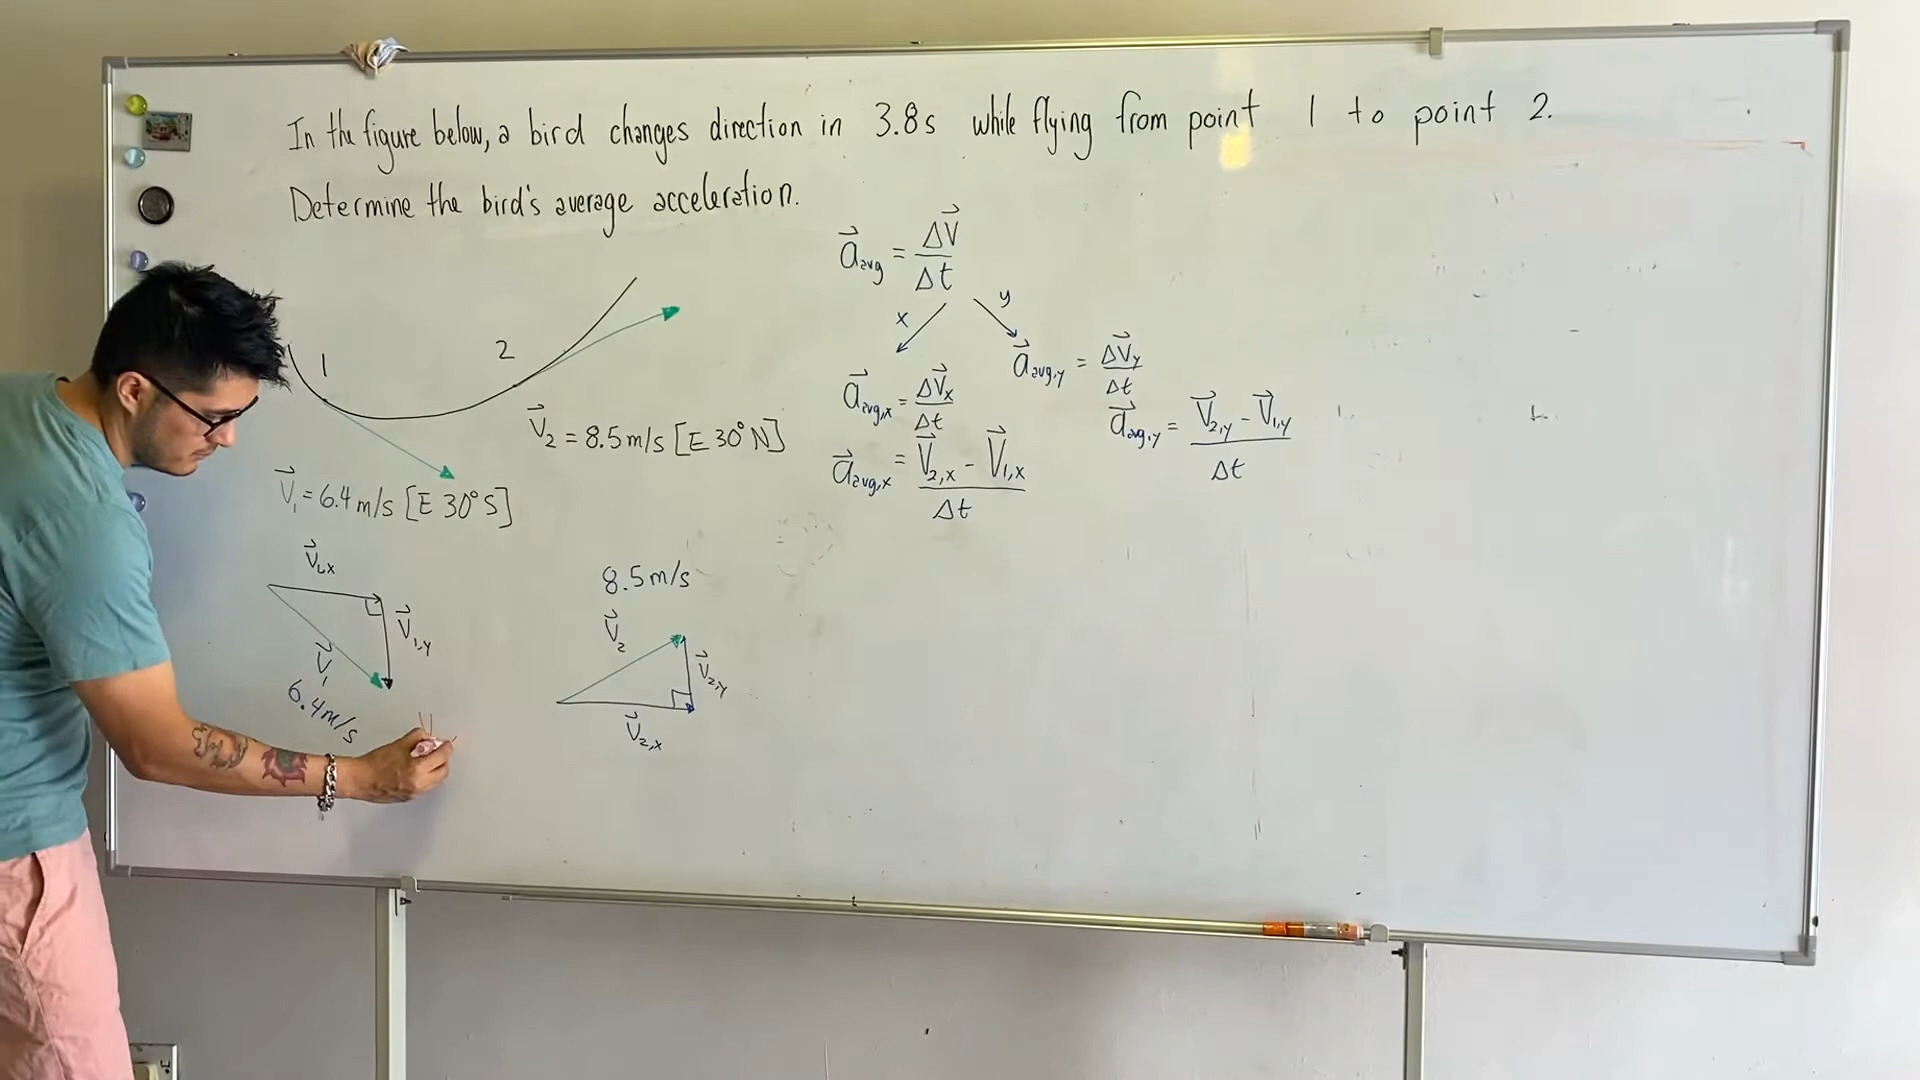 In the figure below, a bird changes direction in 3.8s while flying from point 1 to point 2.
Determine the bird's average acceleration.
a⃗avg = ΔV⃗/Δt
x
y
a⃗avg,x = ΔV⃗x/Δt
a⃗avg,x = (V⃗2,x - V⃗1,x)/Δt
a⃗avg,y = ΔV⃗y/Δt
a⃗avg,y = (V⃗2,y - V⃗1,y)/Δt
1
2
V⃗2 = 8.5 m/s [E 30° N]
V⃗1 = 6.4 m/s [E 30° S]
V⃗1,x
V⃗1,y
V⃗1
6.4 m/s
8.5 m/s
V⃗2
V⃗2,y
V⃗2,x